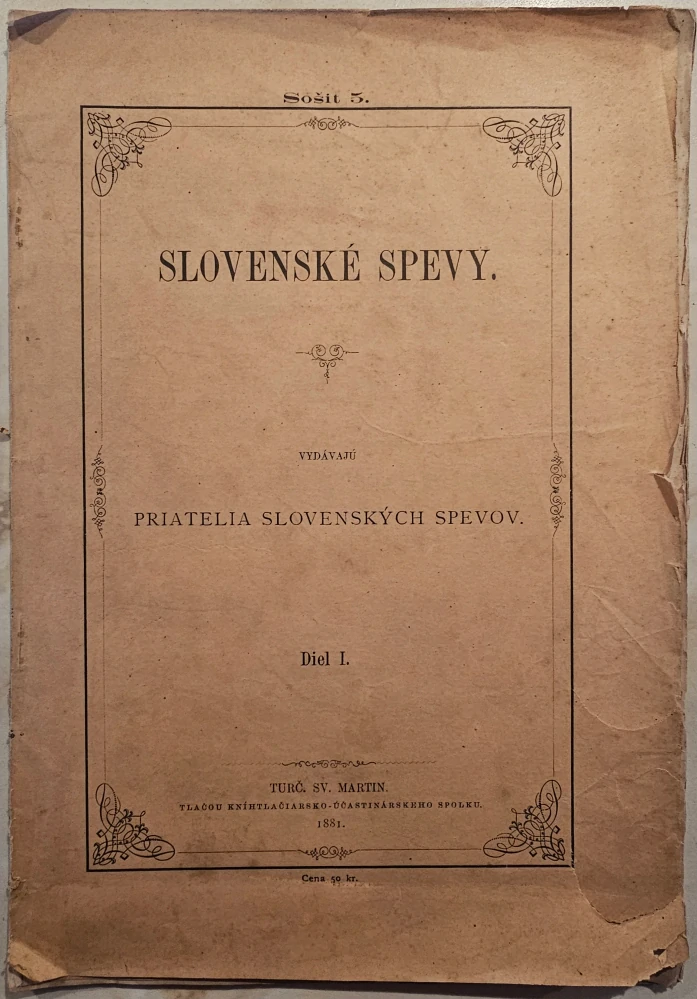 Sošit 5.
SLOVENSKÉ SPEVY.
VYDÁVAJÚ
PRIATELIA SLOVENSKÝCH SPEVOV.
Diel I.
TURČ. SV. MARTIN.
TLAČOU KNÍHTLAČIARSKO-ÚČASTINÁRSKEHO SPOLKU.
1881.
Cena 50 kr.